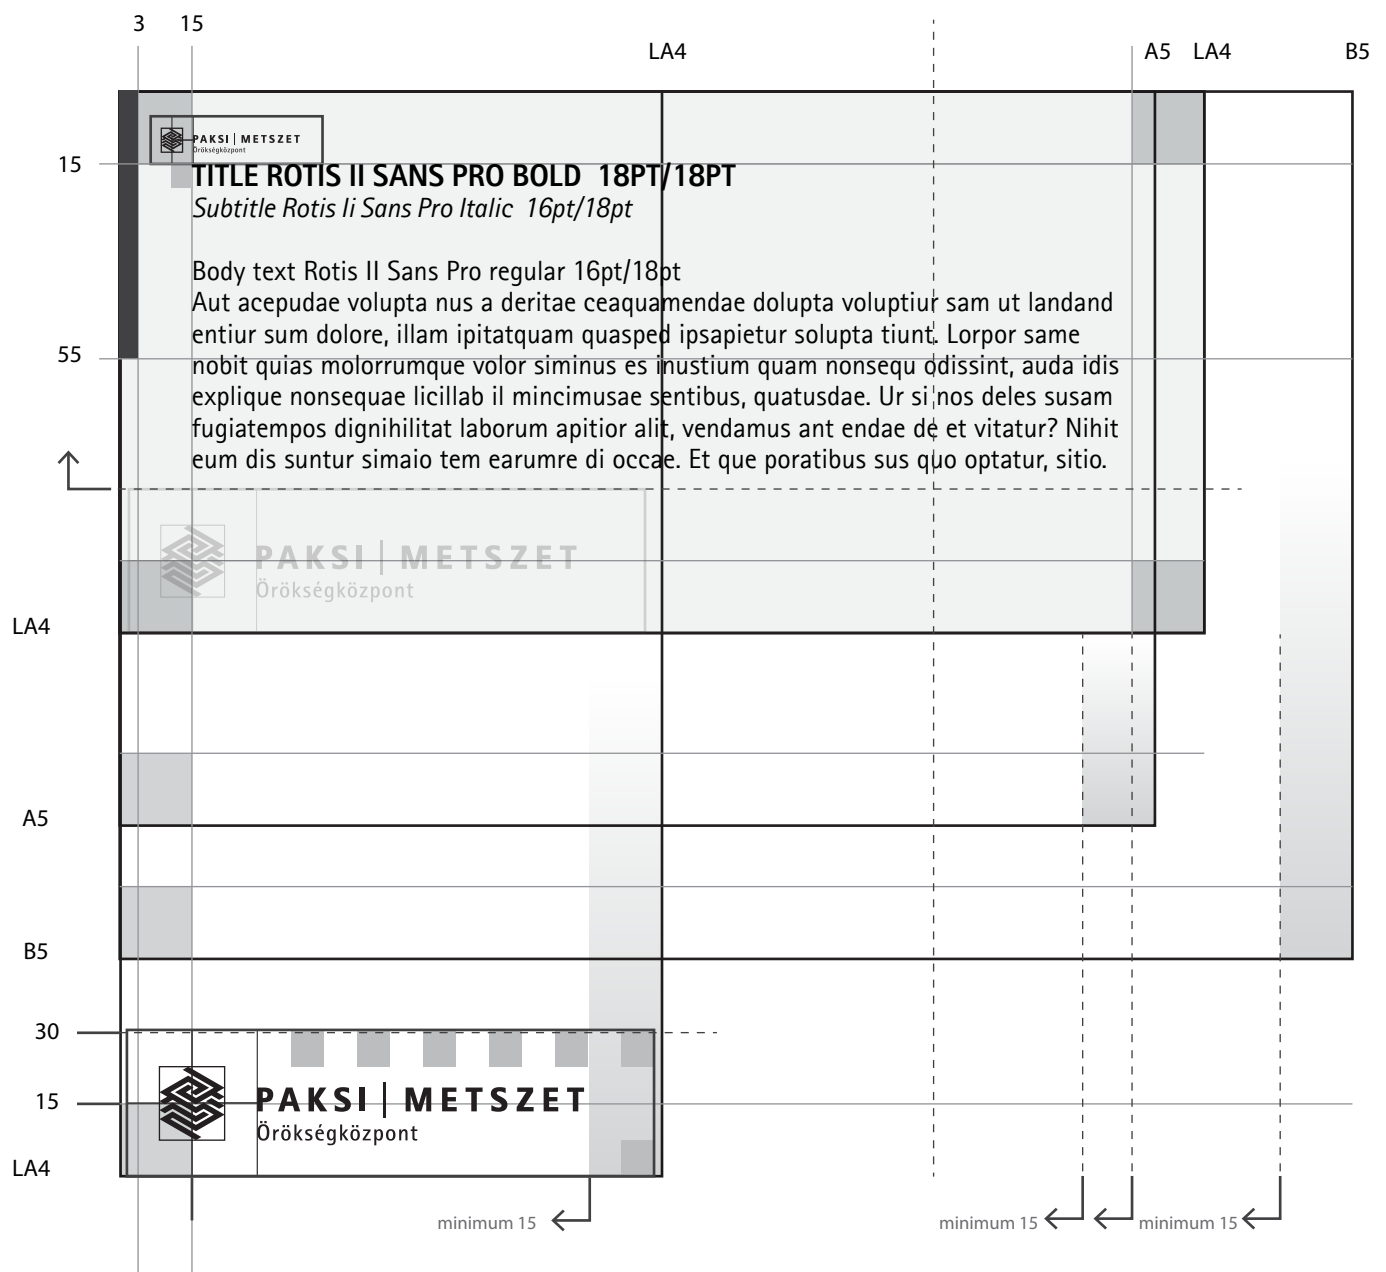 3 15
LA4 A5 LA4 B5
PAKSI | METSZET
Örökségközpont
15
TITLE ROTIS II SANS PRO BOLD 18PT/18PT
Subtitle Rotis Ii Sans Pro Italic 16pt/18pt
Body text Rotis II Sans Pro regular 16pt/18pt
Aut acepudae volupta nus a deritae ceaquamendae dolupta voluptiur sam ut landand
entiur sum dolore, illam ipitatquam quasped ipsapietur solupta tiunt. Lorpor same
55
nobit quias molorrumque volor siminus es inustium quam nonsequ odissint, auda idis
explique nonsequae licillab il mincimusae sentibus, quatusdae. Ur si nos deles susam
fugiatempos dignihilitat laborum apitior alit, vendamus ant endae de et vitatur? Nihit
eum dis suntur simaio tem earumre di occae. Et que poratibus sus quo optatur, sitio.
PAKSI | METSZET
Örökségközpont
LA4
A5
B5
30
15
PAKSI | METSZET
Örökségközpont
LA4
minimum 15 minimum 15 minimum 15